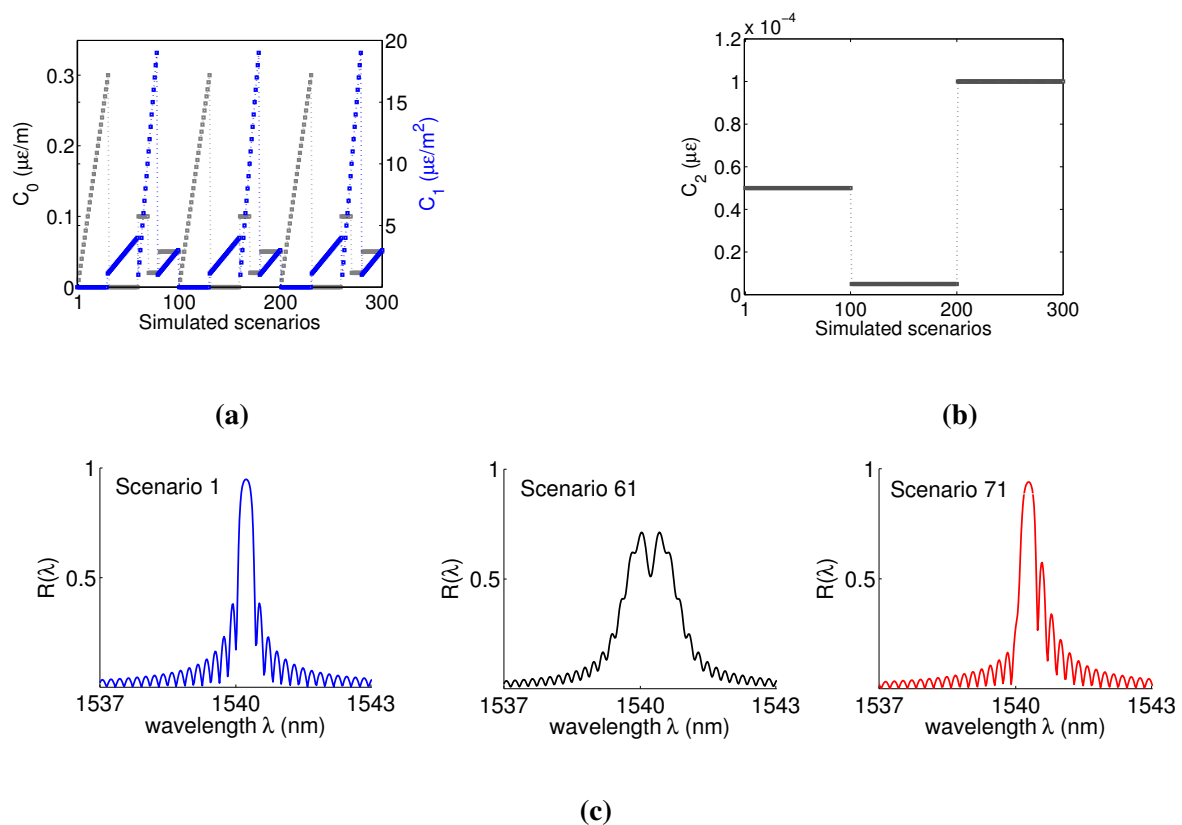 C₀ (με/m)
0.3
0.2
0.1
0
20
15
10
5
C₁ (με/m²)
1 100 200 300
Simulated scenarios
(a)
x 10⁻⁴
C₂ (με)
1.2
1
0.8
0.6
0.4
0.2
0
1 100 200 300
Simulated scenarios
(b)
1
Scenario 1
R(λ)
0.5
1537 1540 1543
wavelength λ (nm)
1
Scenario 61
R(λ)
0.5
1537 1540 1543
wavelength λ (nm)
1
Scenario 71
R(λ)
0.5
1537 1540 1543
wavelength λ (nm)
(c)